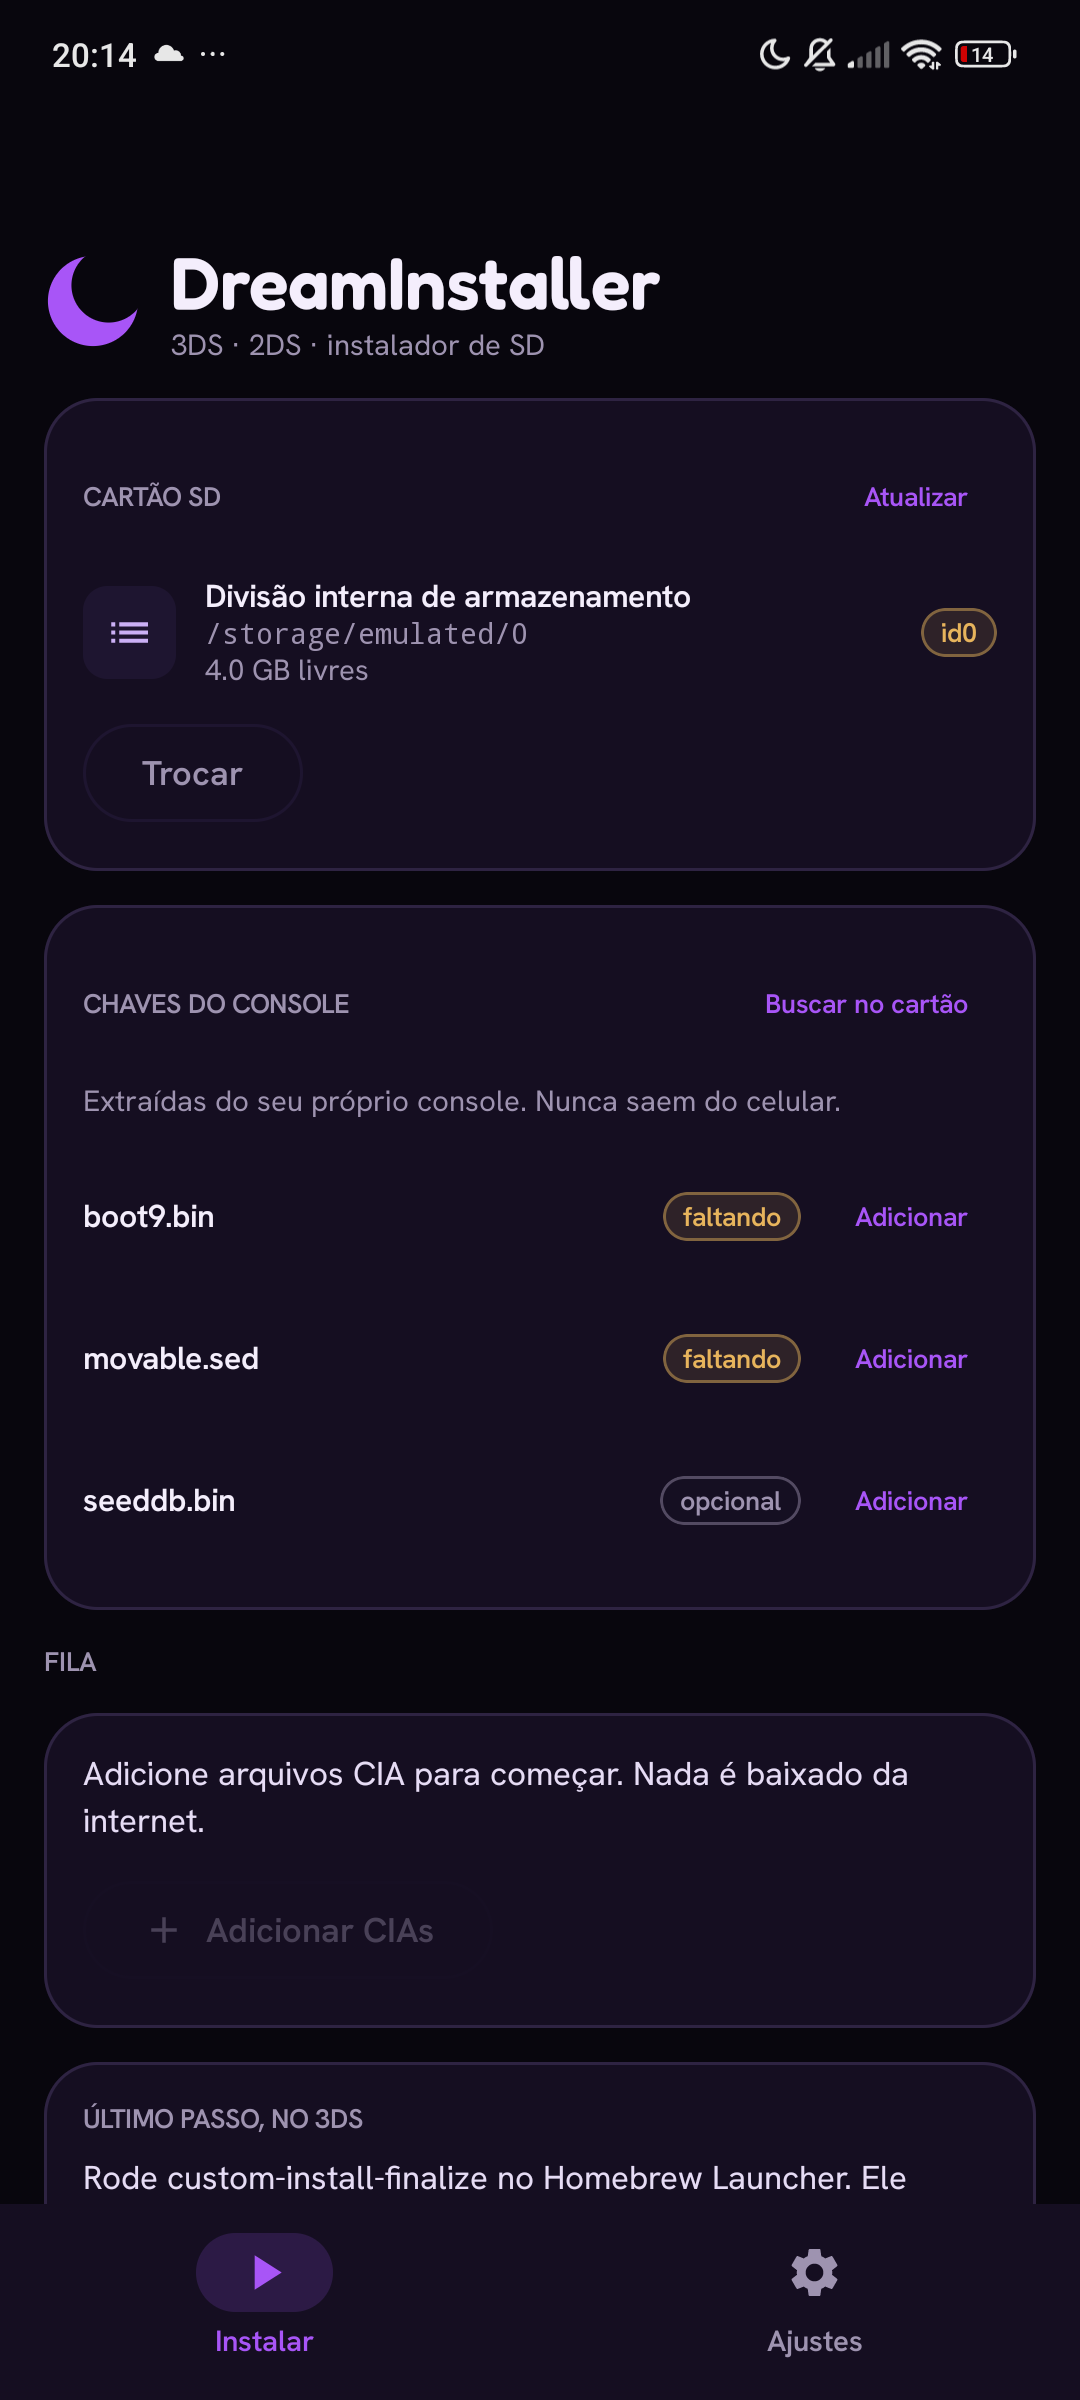 20:14
14
DreamInstaller
3DS · 2DS · instalador de SD
CARTÃO SD
Atualizar
Divisão interna de armazenamento
/storage/emulated/0
4.0 GB livres
id0
Trocar
CHAVES DO CONSOLE
Buscar no cartão
Extraídas do seu próprio console. Nunca saem do celular.
boot9.bin
faltando
Adicionar
movable.sed
faltando
Adicionar
seeddb.bin
opcional
Adicionar
FILA
Adicione arquivos CIA para começar. Nada é baixado da
internet.
+ Adicionar CIAs
ÚLTIMO PASSO, NO 3DS
Rode custom-install-finalize no Homebrew Launcher. Ele
Instalar
Ajustes